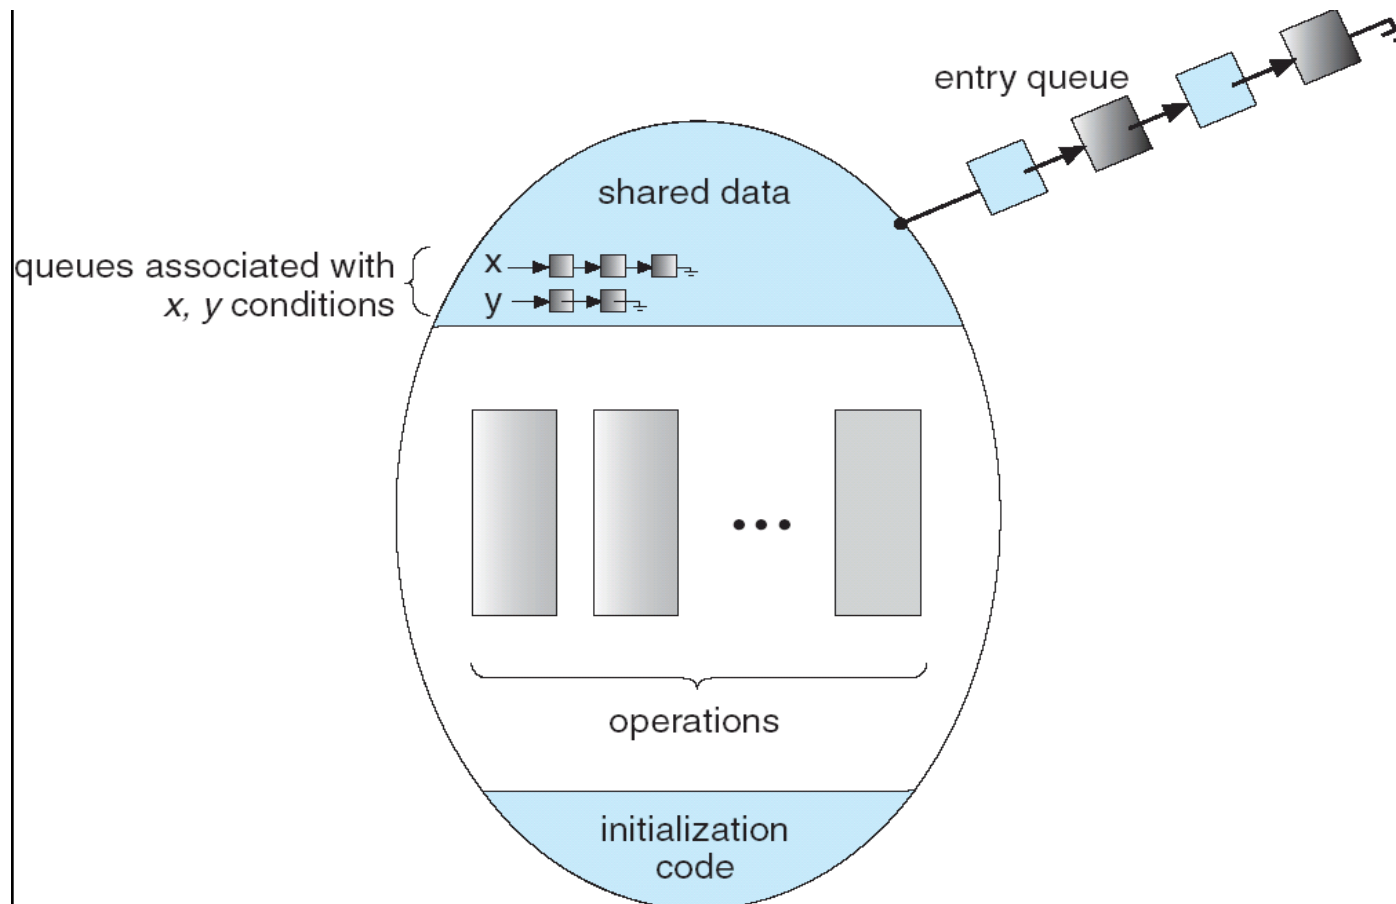 entry queue
shared data
queues associated with
x, y conditions
x
y
operations
initialization
code